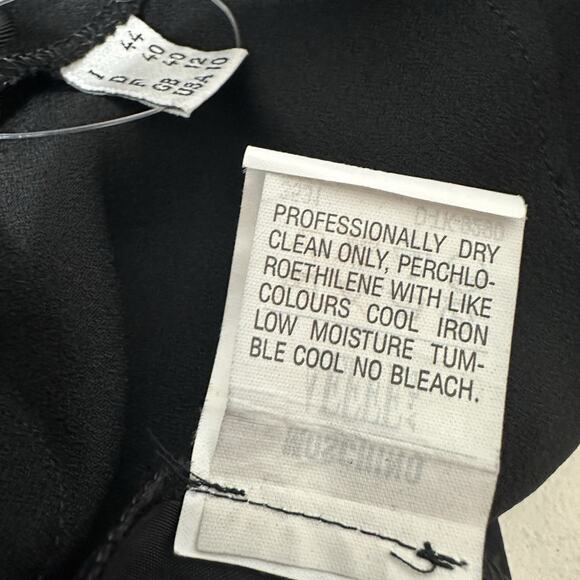 I 44
D 40
F 40
GB 12
USA 10
PROFESSIONALLY DRY
CLEAN ONLY, PERCHLO-
ROETHILENE WITH LIKE
COLOURS COOL IRON
LOW MOISTURE TUM-
BLE COOL NO BLEACH.
MOSCHINO